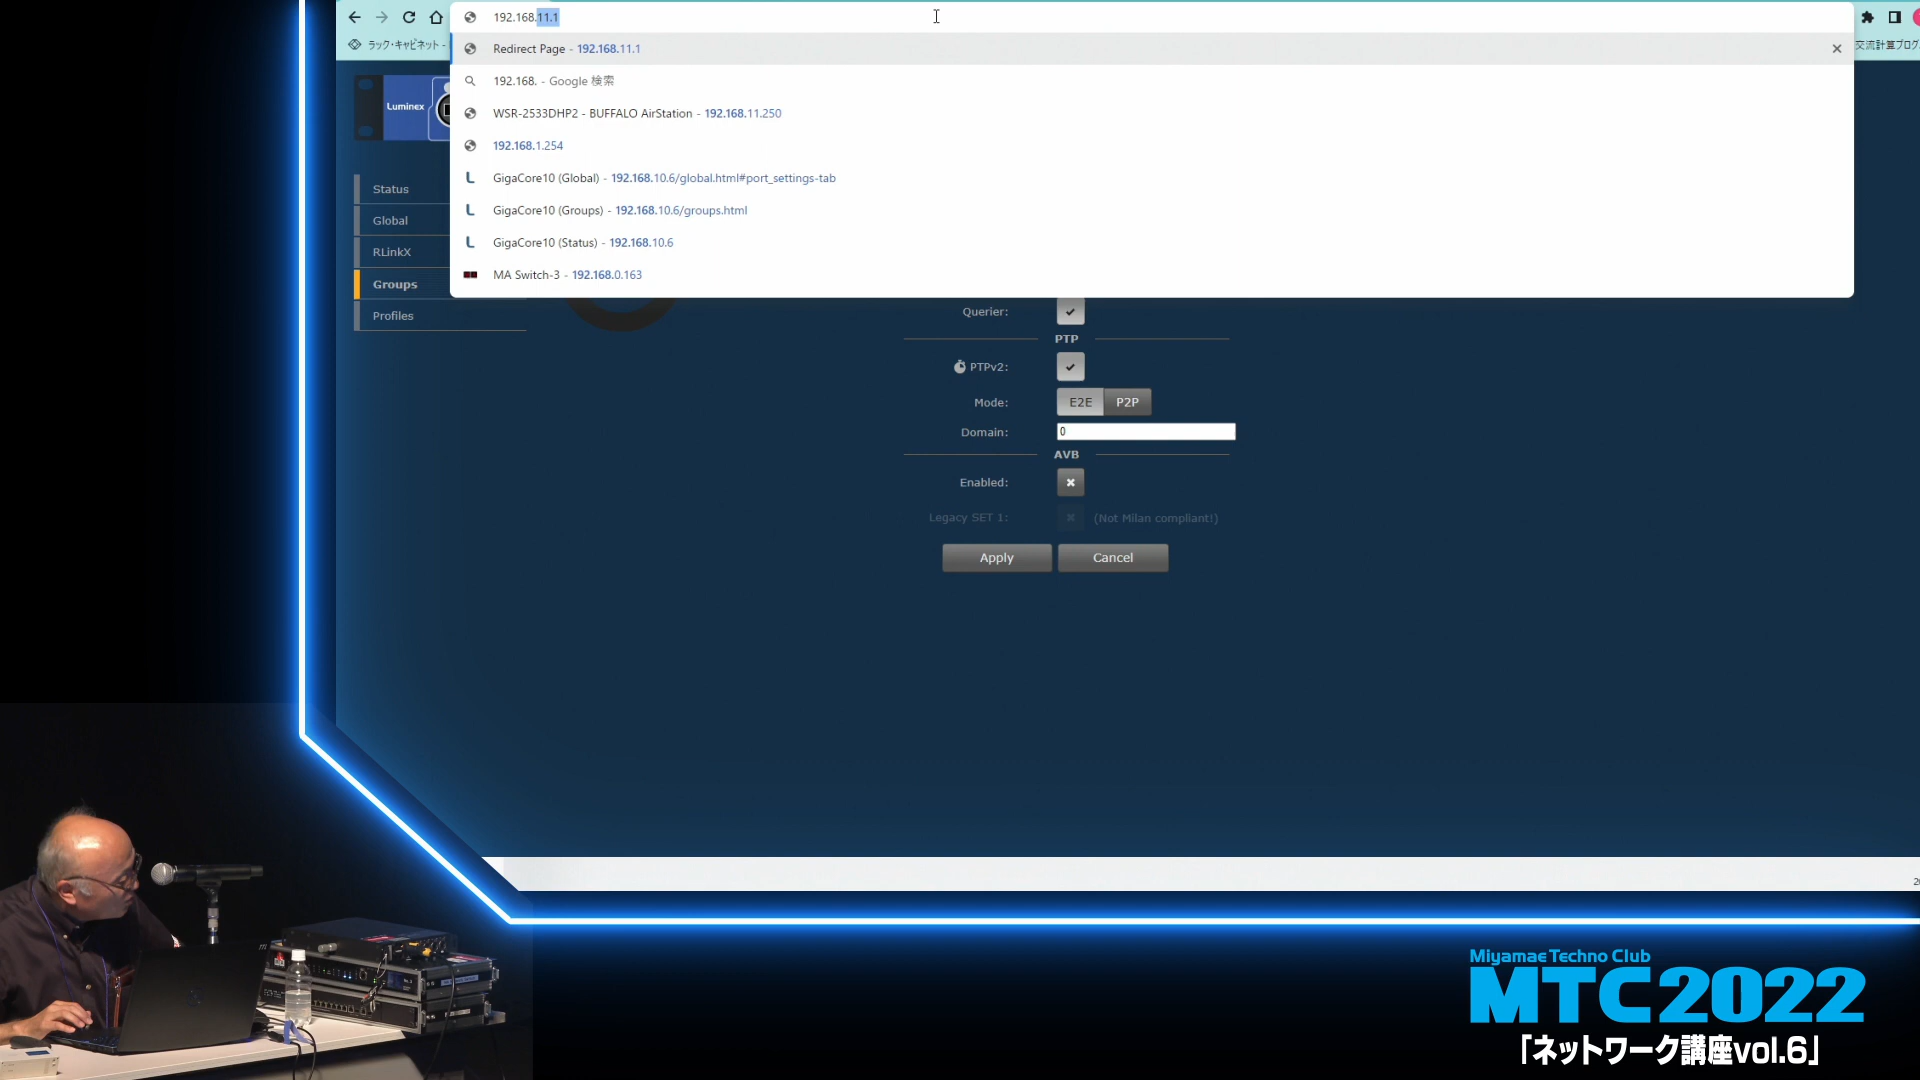 192.168.11.1
ラック・キャビネット -
Redirect Page - 192.168.11.1
交流計算ブログ
192.168. - Google 検索
WSR-2533DHP2 - BUFFALO AirStation - 192.168.11.250
192.168.1.254
GigaCore10 (Global) - 192.168.10.6/global.html#port_settings-tab
GigaCore10 (Groups) - 192.168.10.6/groups.html
GigaCore10 (Status) - 192.168.10.6
MA Switch-3 - 192.168.0.163
Luminex
Status
Global
RLinkX
Groups
Profiles
Querier:
PTP
PTPv2:
Mode: E2E P2P
Domain: 0
AVB
Enabled:
Legacy SET 1: (Not Milan compliant!)
Apply Cancel
Miyamae Techno Club
MTC2022
「ネットワーク講座vol.6」